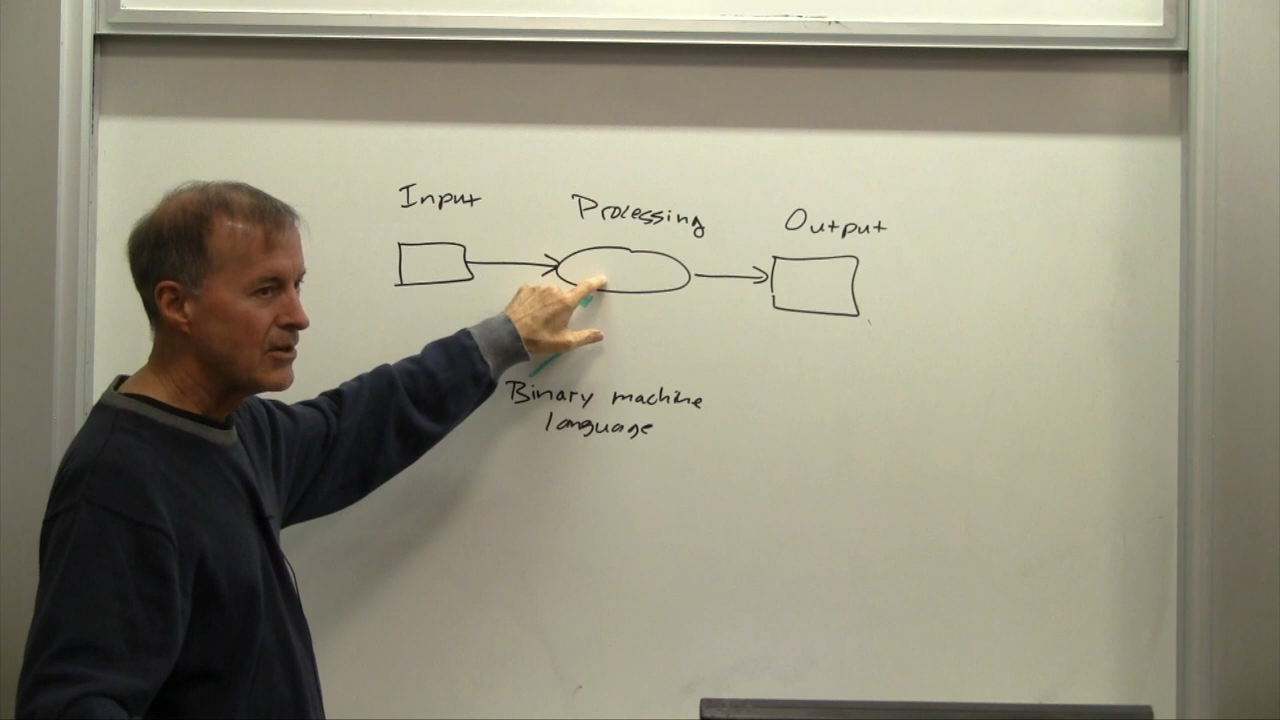 Input
Processing
Output
Binary machine
language